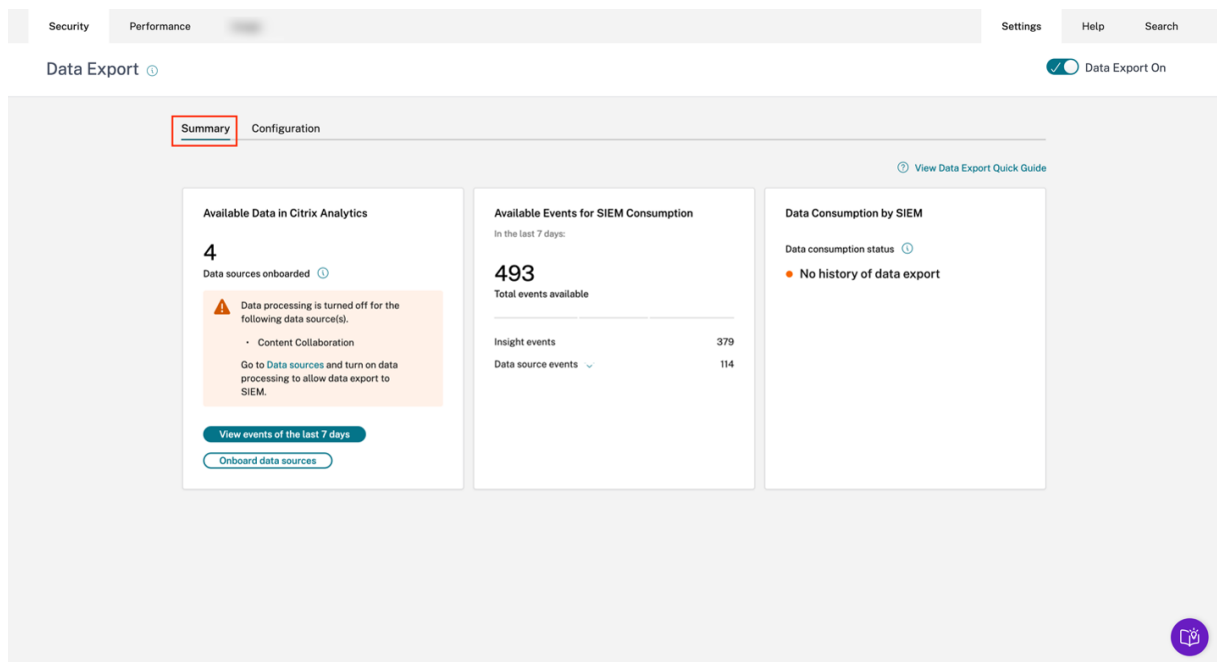 Security Performance Settings Help Search
Data Export
Data Export On
Summary Configuration
View Data Export Quick Guide
Available Data in Citrix Analytics
4
Data sources onboarded
Data processing is turned off for the
following data source(s).
• Content Collaboration
Go to Data sources and turn on data
processing to allow data export to
SIEM.
View events of the last 7 days
Onboard data sources
Available Events for SIEM Consumption
In the last 7 days:
493
Total events available
Insight events 379
Data source events 114
Data Consumption by SIEM
Data consumption status
No history of data export